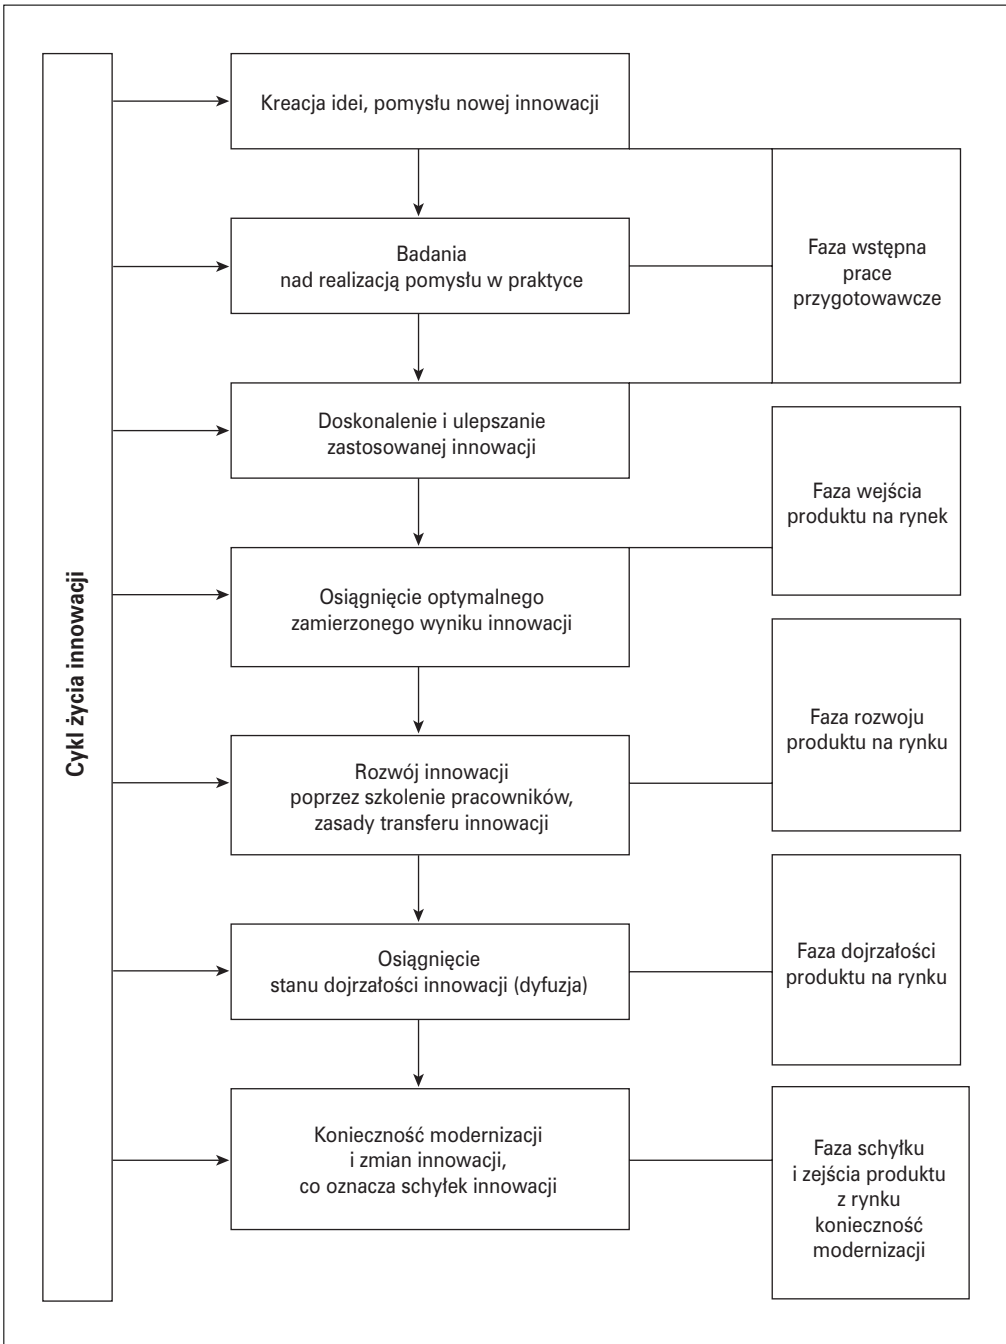 Cykl życia innowacji
Kreacja idei, pomysłu nowej innowacji
Badania
nad realizacją pomysłu w praktyce
Faza wstępna
prace
przygotowawcze
Doskonalenie i ulepszanie
zastosowanej innowacji
Faza wejścia
produktu na rynek
Osiągnięcie optymalnego
zamierzonego wyniku innowacji
Faza rozwoju
produktu na rynku
Rozwój innowacji
poprzez szkolenie pracowników,
zasady transferu innowacji
Osiągnięcie
stanu dojrzałości innowacji (dyfuzja)
Faza dojrzałości
produktu na rynku
Konieczność modernizacji
i zmian innowacji,
co oznacza schyłek innowacji
Faza schyłku
i zejścia produktu
z rynku
konieczność
modernizacji